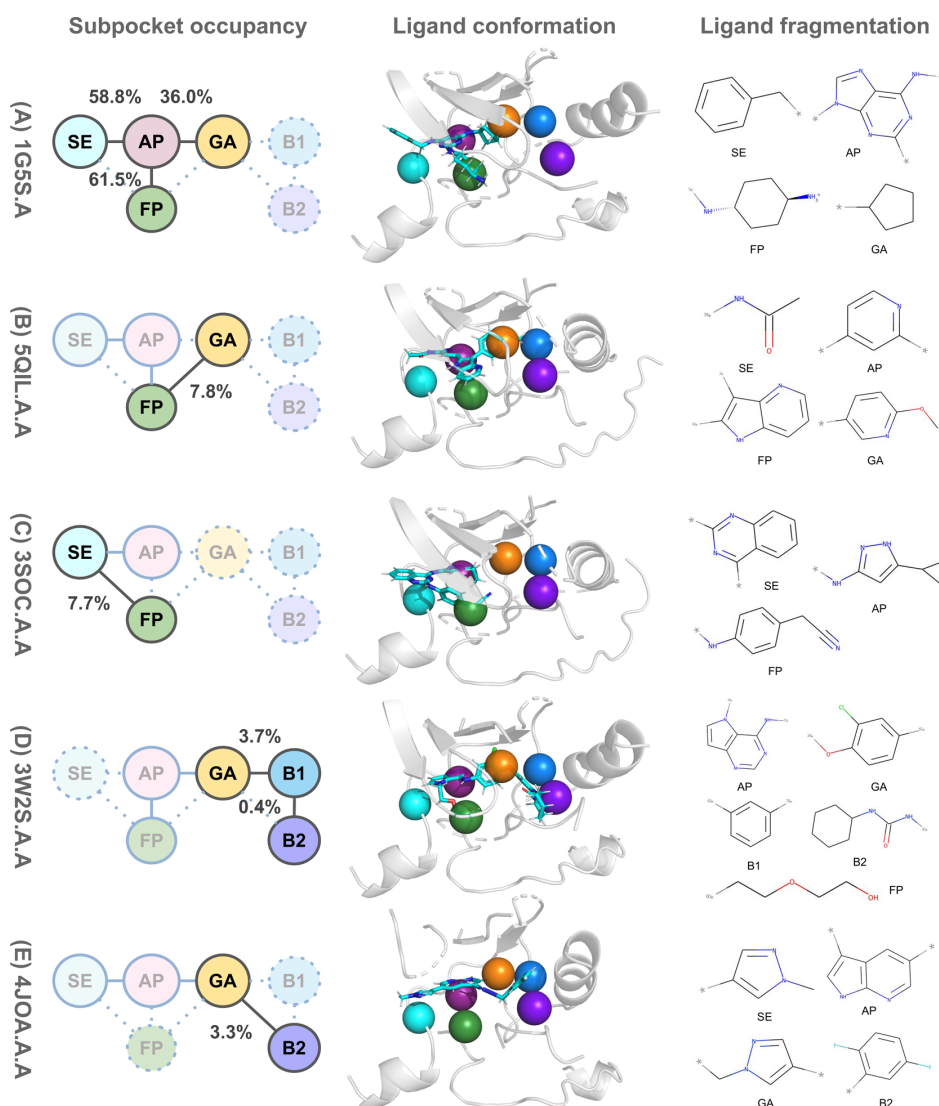 Subpocket occupancy Ligand conformation Ligand fragmentation
(A) 1G5S.A
58.8% 36.0%
SE AP GA B1
61.5%
FP B2
SE AP
FP GA
(B) 5QIL.A.A
SE AP GA B1
7.8%
FP B2
SE AP
FP GA
(C) 3SOC.A.A
SE AP GA B1
7.7%
FP B2
SE AP
FP
(D) 3W2S.A.A
3.7%
SE AP GA B1
0.4%
FP B2
AP GA
B1 B2
FP
(E) 4JOA.A.A
SE AP GA B1
3.3%
FP B2
SE AP
GA B2